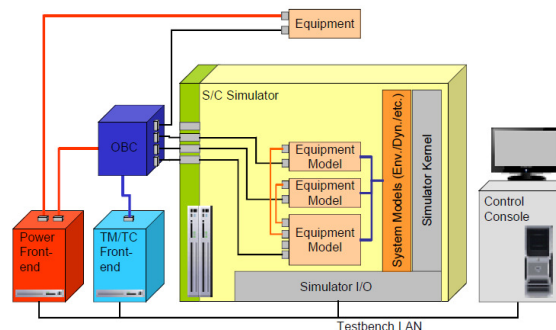 Equipment
S/C Simulator
OBC
Equipment
Model
Equipment
Model
Equipment
Model
System Models (Env./Dyn./etc.)
Simulator Kernel
Control
Console
Power
Front-
end
TM/TC
Front-
end
Simulator I/O
Testbench LAN